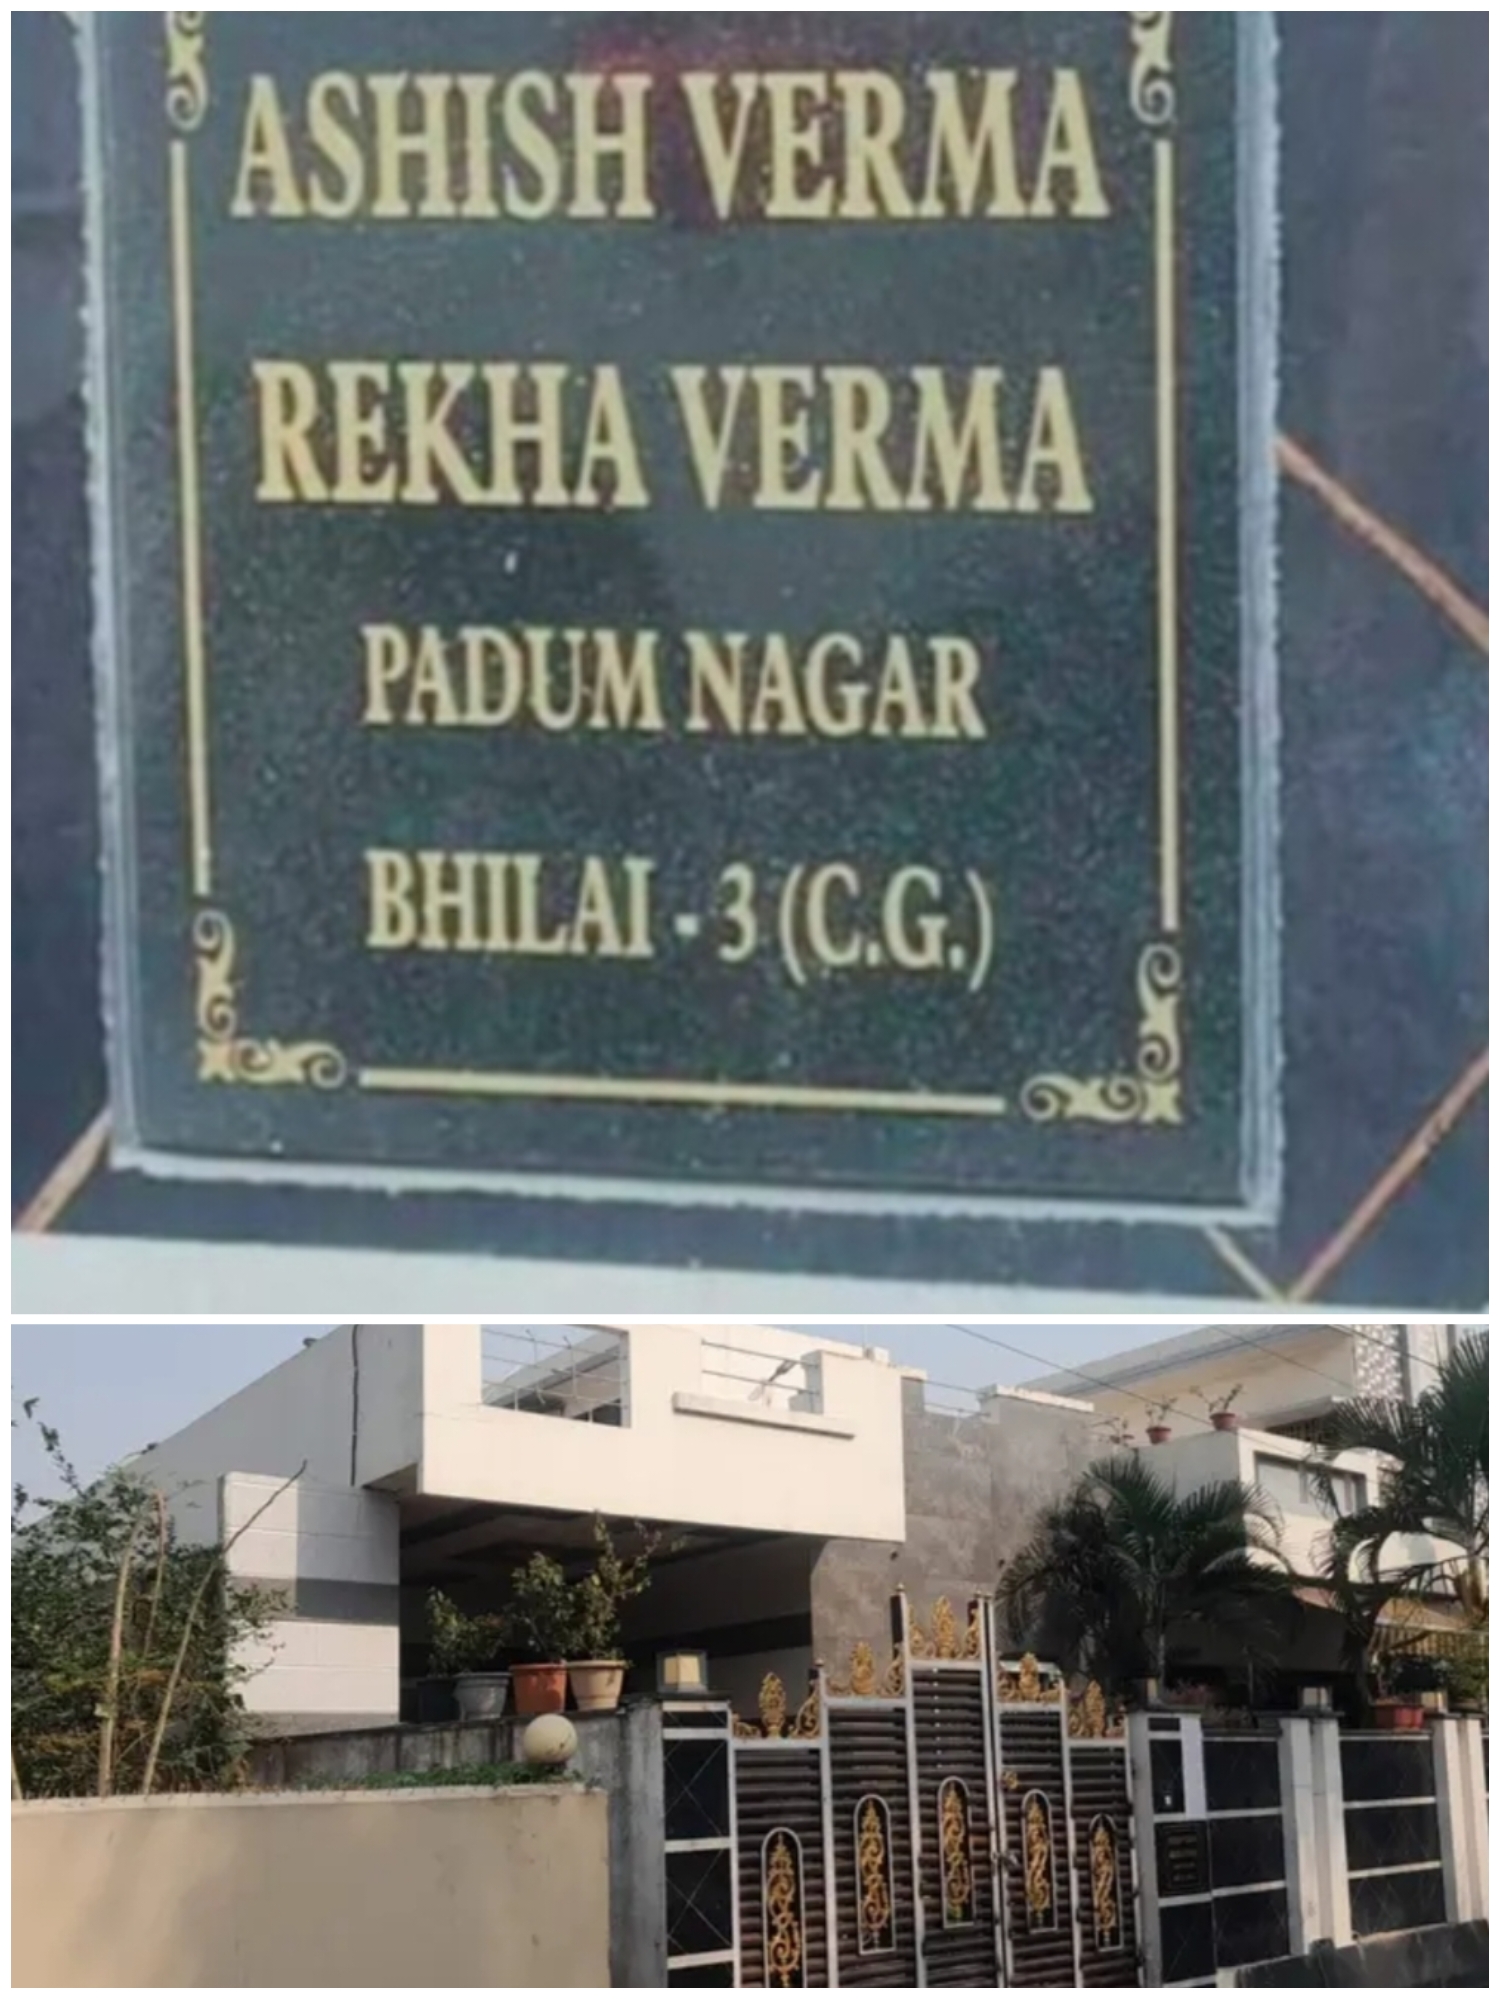 ASHISH VERMA
REKHA VERMA
PADUM NAGAR
BHILAI - 3 (C.G.)